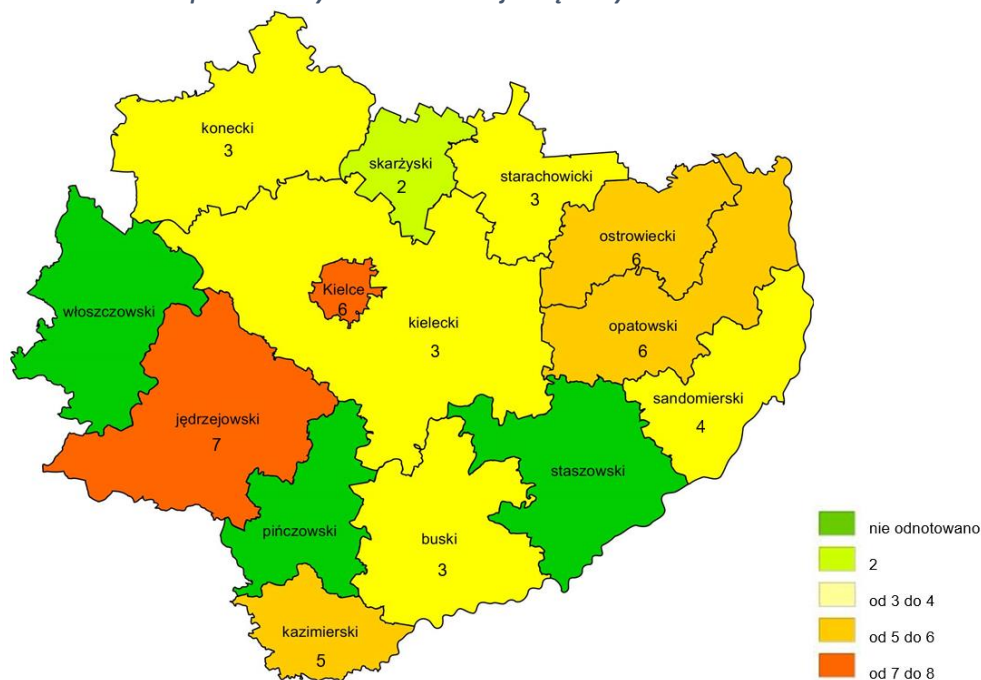 konecki
3
skarżyski
2
starachowicki
3
ostrowiecki
6
włoszczowski
Kielce
6
kielecki
3
opatowski
6
sandomierski
4
jędrzejowski
7
staszowski
pińczowski
buski
3
kazimierski
5
nie odnotowano
2
od 3 do 4
od 5 do 6
od 7 do 8